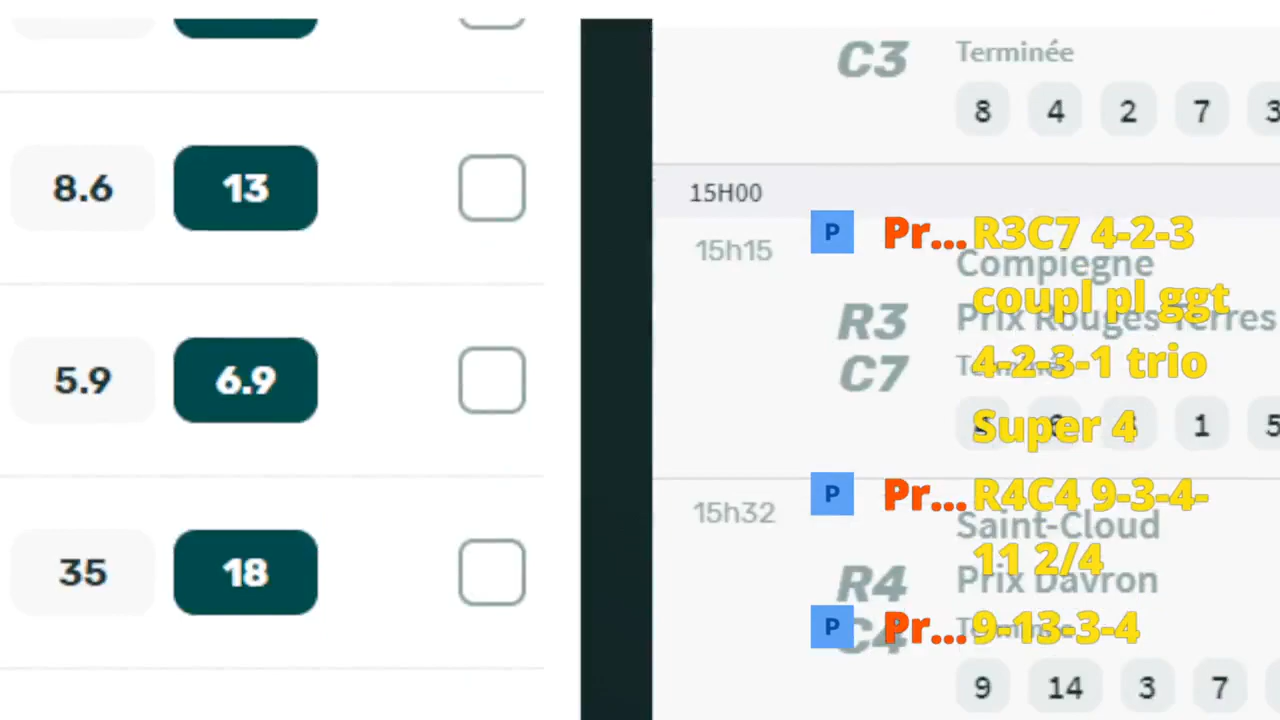 8.6 13
5.9 6.9
35 18
C3 Terminée
8 4 2 7 3
15H00
15h15 Compiegne
R3 Prix Rouges Terres
C7
1 5
15h32 Saint-Cloud
R4 Prix Davron
C4
9 14 3 7
P Pr... R3C7 4-2-3
coupl pl ggt
4-2-3-1 trio
Super 4
P Pr... R4C4 9-3-4-
11 2/4
P Pr... 9-13-3-4